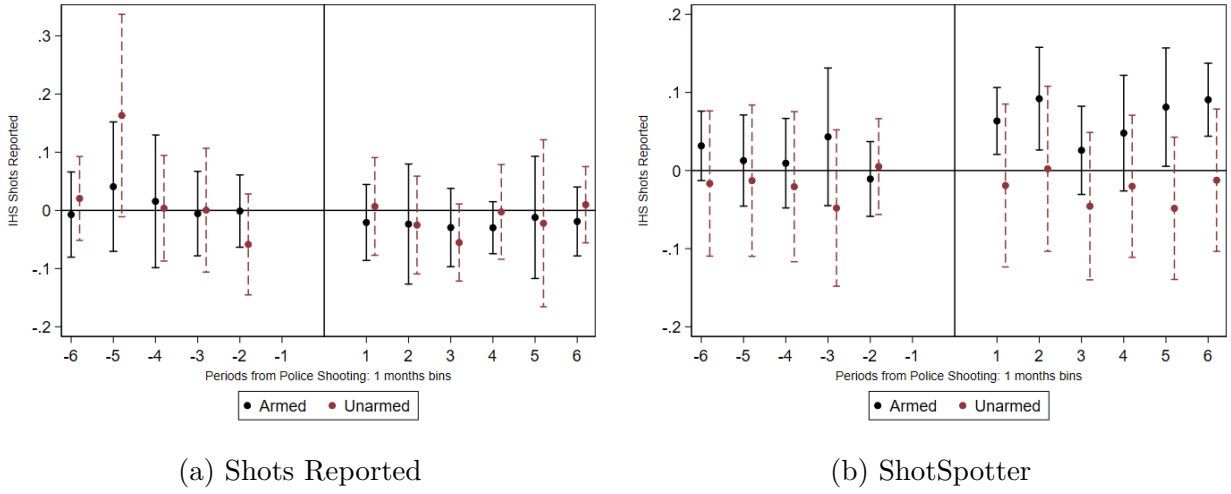 IHS Shots Reported
.3
.2
.1
0
-.1
-.2
-6 -5 -4 -3 -2 -1 1 2 3 4 5 6
Periods from Police Shooting: 1 months bins
Armed Unarmed
(a) Shots Reported
IHS Shots Reported
.2
.1
0
-.1
-.2
-6 -5 -4 -3 -2 -1 1 2 3 4 5 6
Periods from Police Shooting: 1 months bins
Armed Unarmed
(b) ShotSpotter